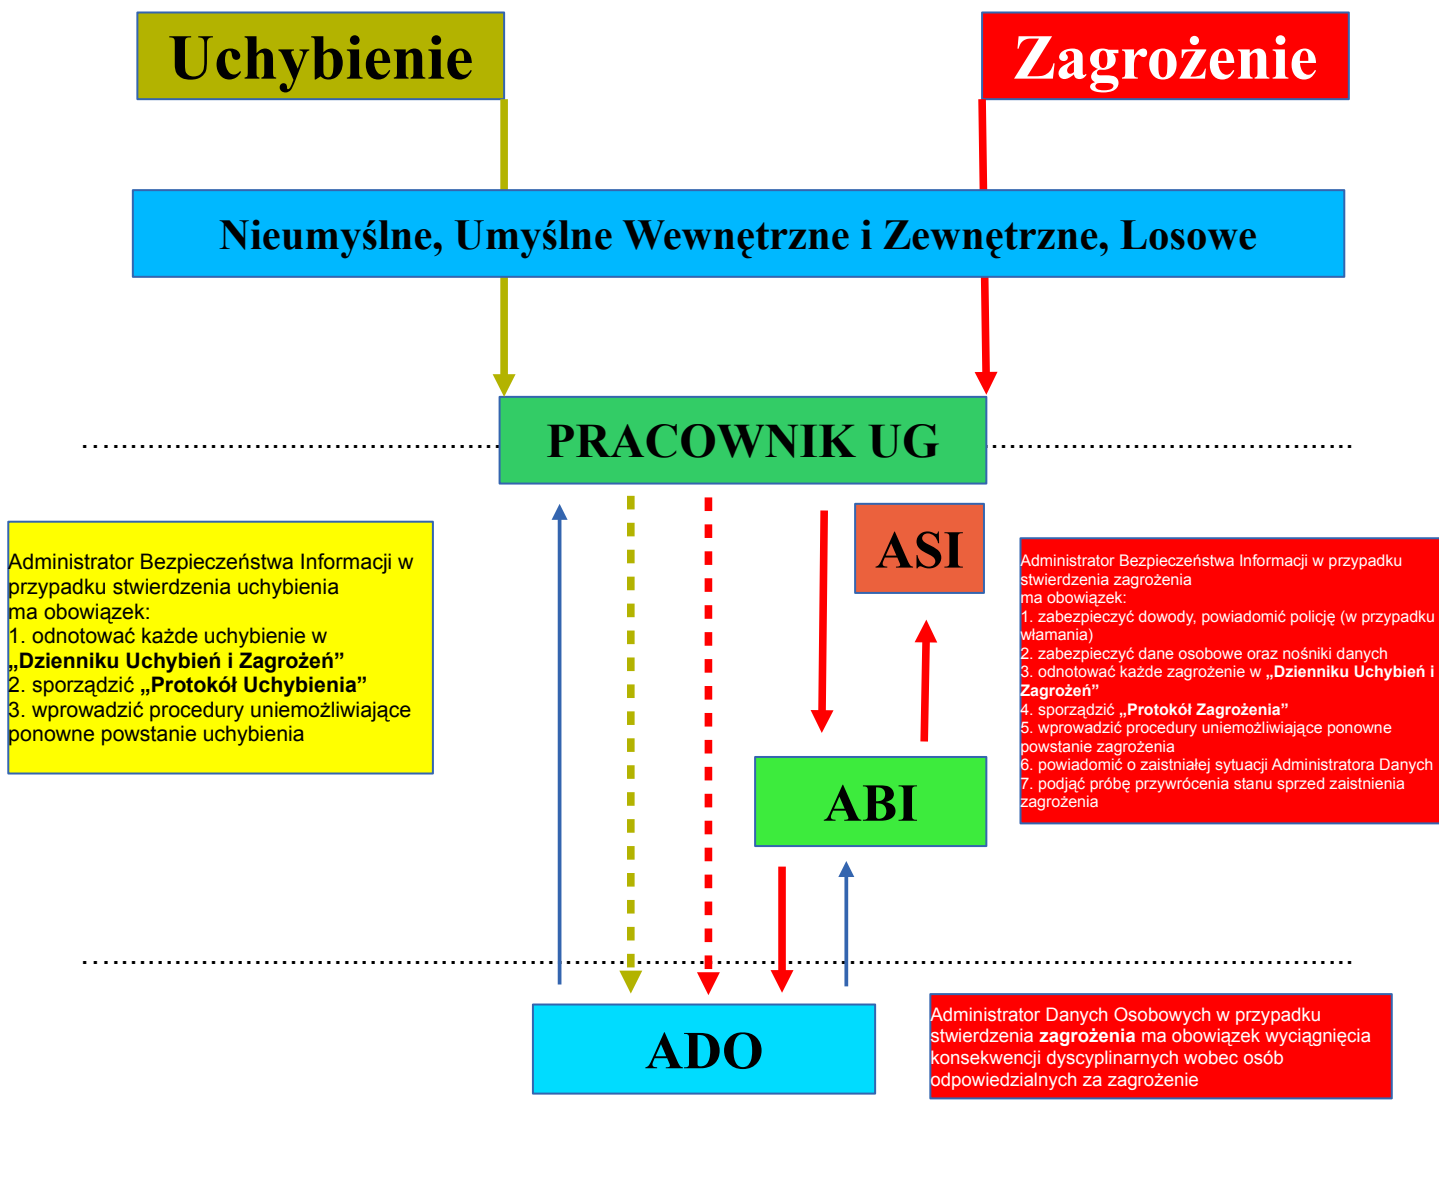 Uchybienie
Zagrożenie
Nieumyślne, Umyślne Wewnętrzne i Zewnętrzne, Losowe
PRACOWNIK UG
ASI
Administrator Bezpieczeństwa Informacji w
przypadku stwierdzenia uchybienia
ma obowiązek:
1. odnotować każde uchybienie w
„Dzienniku Uchybień i Zagrożeń”
2. sporządzić „Protokół Uchybienia”
3. wprowadzić procedury uniemożliwiające
ponowne powstanie uchybienia
Administrator Bezpieczeństwa Informacji w przypadku
stwierdzenia zagrożenia
ma obowiązek:
1. zabezpieczyć dowody, powiadomić policję (w przypadku
włamania)
2. zabezpieczyć dane osobowe oraz nośniki danych
3. odnotować każde zagrożenie w „Dzienniku Uchybień i
Zagrożeń”
4. sporządzić „Protokół Zagrożenia”
5. wprowadzić procedury uniemożliwiające ponowne
powstanie zagrożenia
6. powiadomić o zaistniałej sytuacji Administratora Danych
7. podjąć próbę przywrócenia stanu sprzed zaistnienia
zagrożenia
ABI
ADO
Administrator Danych Osobowych w przypadku
stwierdzenia zagrożenia ma obowiązek wyciągnięcia
konsekwencji dyscyplinarnych wobec osób
odpowiedzialnych za zagrożenie